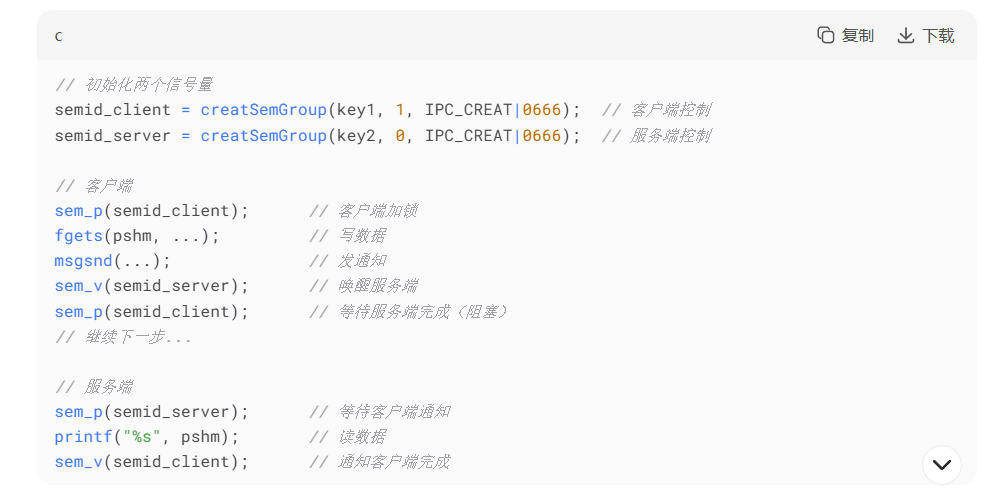 c
复制
下载
// 初始化两个信号量
semid_client = creatSemGroup(key1, 1, IPC_CREAT|0666);  // 客户端控制
semid_server = creatSemGroup(key2, 0, IPC_CREAT|0666);  // 服务端控制
// 客户端
sem_p(semid_client);      // 客户端加锁
fgets(pshm, ...);         // 写数据
msgsnd(...);              // 发通知
sem_v(semid_server);      // 唤醒服务端
sem_p(semid_client);      // 等待服务端完成（阻塞）
// 继续下一步...
// 服务端
sem_p(semid_server);      // 等待客户端通知
printf("%s", pshm);       // 读数据
sem_v(semid_client);      // 通知客户端完成